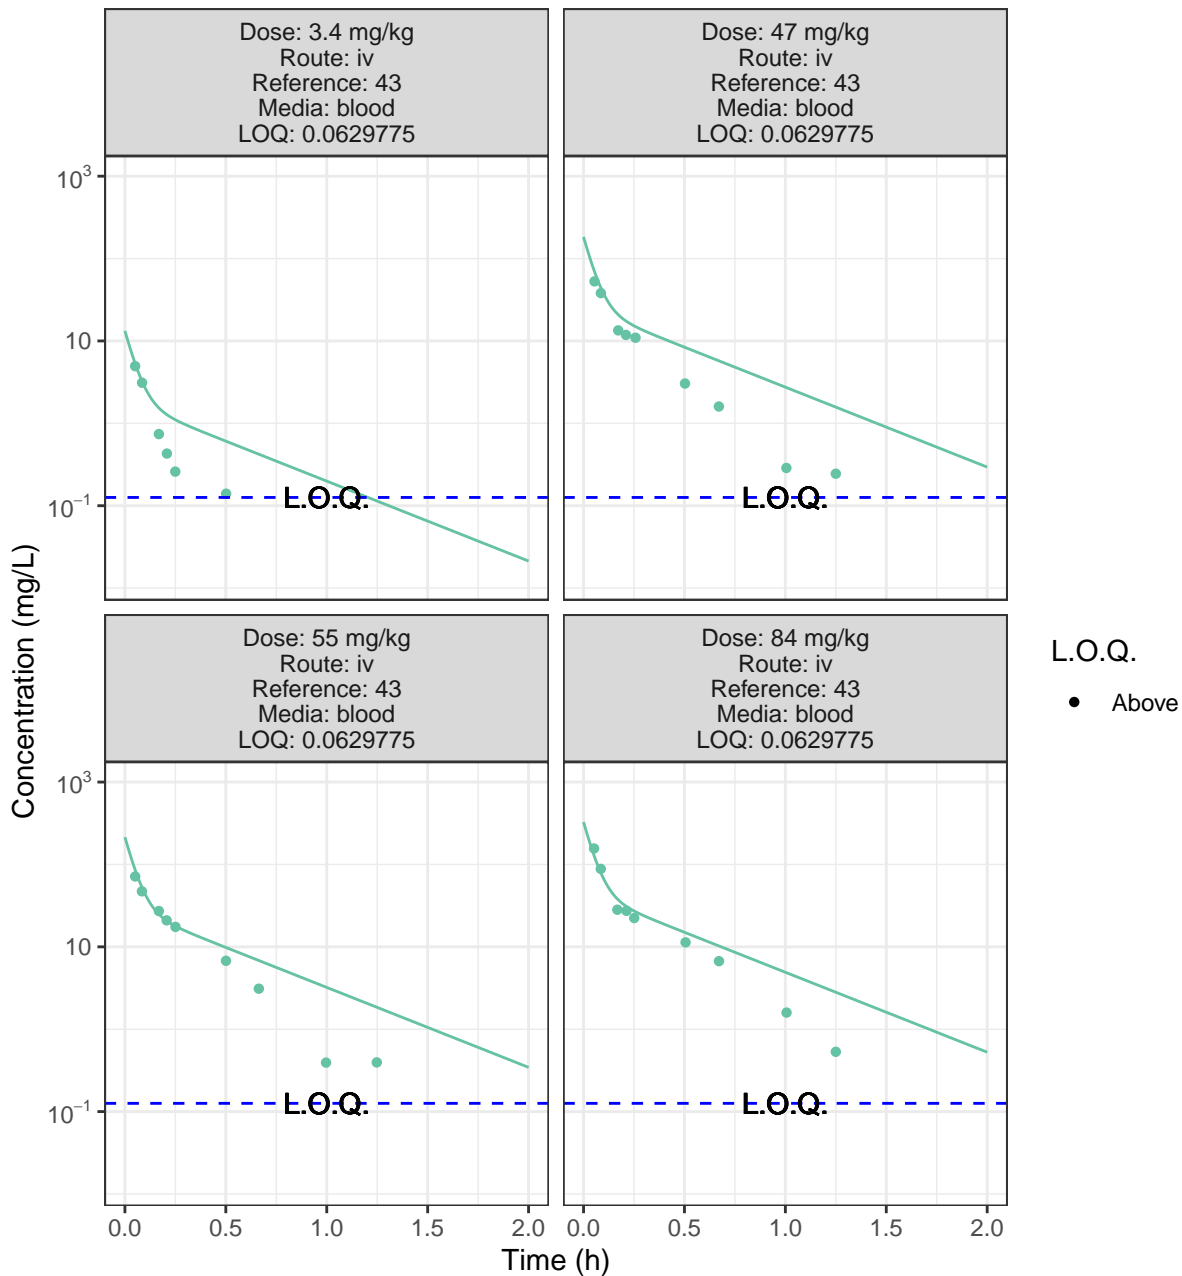 Dose: 3.4 mg/kg
Route: iv
Reference: 43
Media: blood
LOQ: 0.0629775
Dose: 47 mg/kg
Route: iv
Reference: 43
Media: blood
LOQ: 0.0629775
10³
10
10⁻¹
L.O.Q.
L.O.Q.
Concentration (mg/L)
Dose: 55 mg/kg
Route: iv
Reference: 43
Media: blood
LOQ: 0.0629775
Dose: 84 mg/kg
Route: iv
Reference: 43
Media: blood
LOQ: 0.0629775
10³
10
10⁻¹
L.O.Q.
L.O.Q.
0.0 0.5 1.0 1.5 2.0
0.0 0.5 1.0 1.5 2.0
Time (h)
L.O.Q.
Above